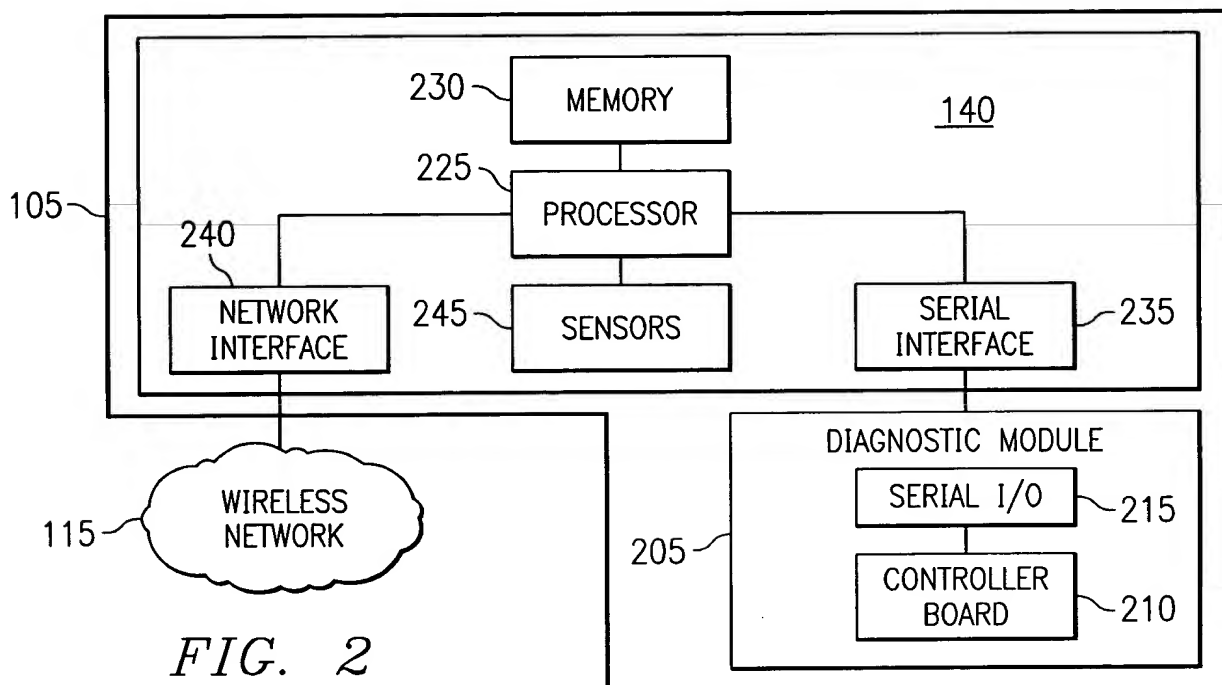 230
MEMORY
140
225
PROCESSOR
105
240
NETWORK
INTERFACE
245
SENSORS
SERIAL
INTERFACE
235
DIAGNOSTIC MODULE
SERIAL I/O
215
WIRELESS
NETWORK
115
205
CONTROLLER
BOARD
210
FIG. 2